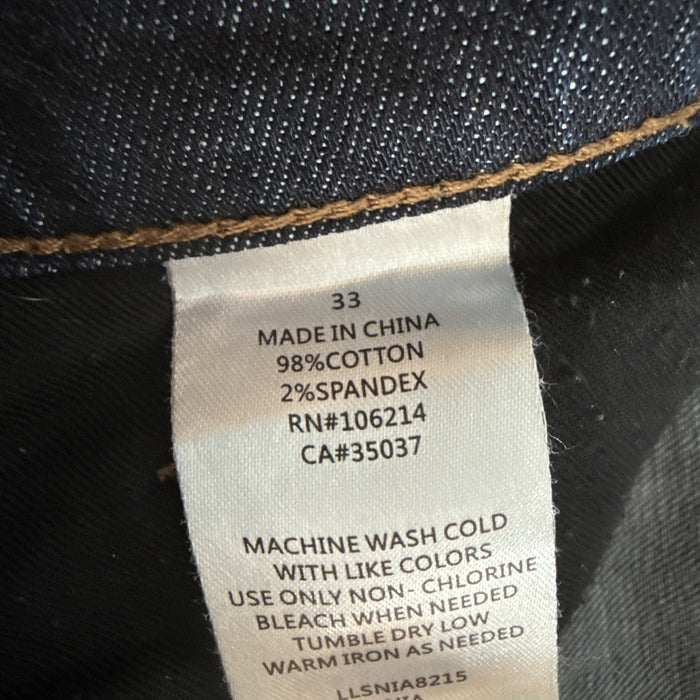 33
MADE IN CHINA
98%COTTON
2%SPANDEX
RN#106214
CA#35037
MACHINE WASH COLD
WITH LIKE COLORS
USE ONLY NON- CHLORINE
BLEACH WHEN NEEDED
TUMBLE DRY LOW
WARM IRON AS NEEDED
LLSNIA8215